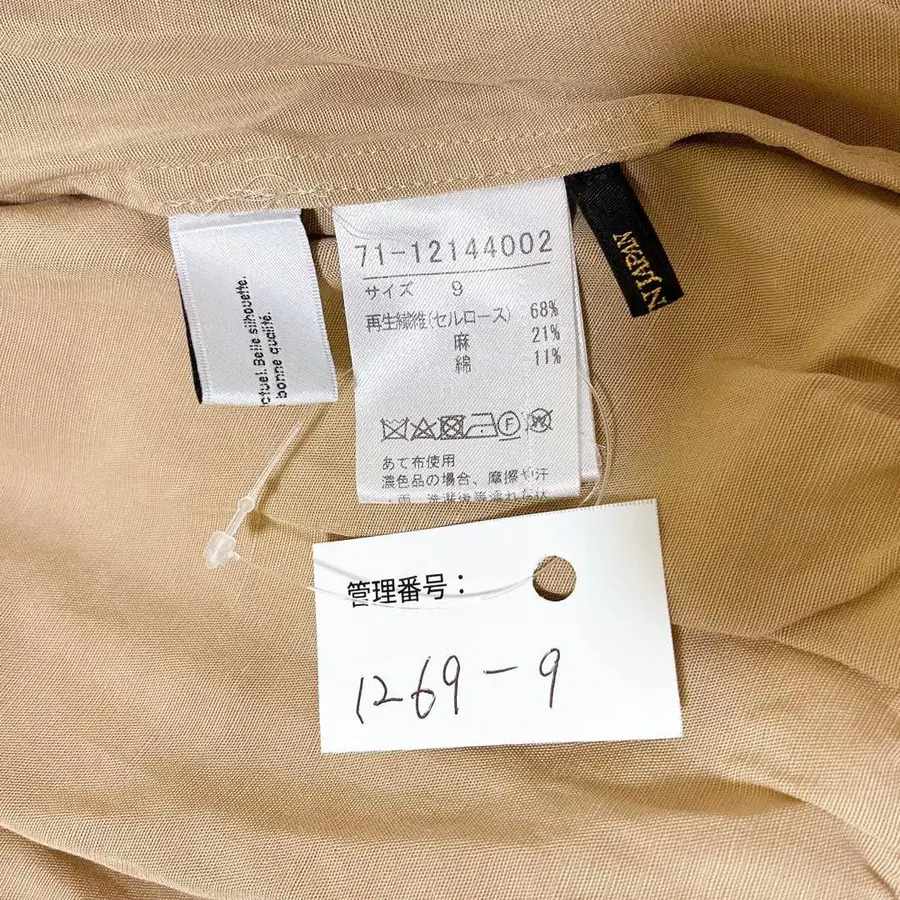 ctuel. Belle silhouette.
bonne qualité.
71-12144002
サイズ 9
再生繊維(セルロース) 68%
麻 21%
綿 11%
F
W
あて布使用
濃色品の場合、摩擦や汗
N JAPAN
管理番号：
1269-9